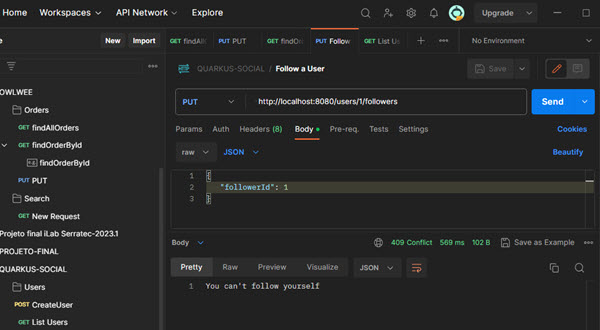 Home Workspaces API Network Explore Upgrade
New Import GET findAll PUT GET findOr PUT Follow GET List Us No Environment
QUARKUS-SOCIAL / Follow a User Save
OWLWEE
Orders
GET findAllOrders
GET findOrderById
findOrderById
PUT PUT
Search
GET New Request
Projeto final iLab Serratec-2023.1
PROJETO-FINAL
QUARKUS-SOCIAL
Users
POST CreateUser
GET List Users
PUT http://localhost:8080/users/1/followers Send
Params Auth Headers (8) Body Pre-req. Tests Settings Cookies
raw JSON Beautify
1 {
2 "followerId": 1
3 }
Body 409 Conflict 569 ms 102 B Save as Example
Pretty Raw Preview Visualize JSON
1 You can't follow yourself